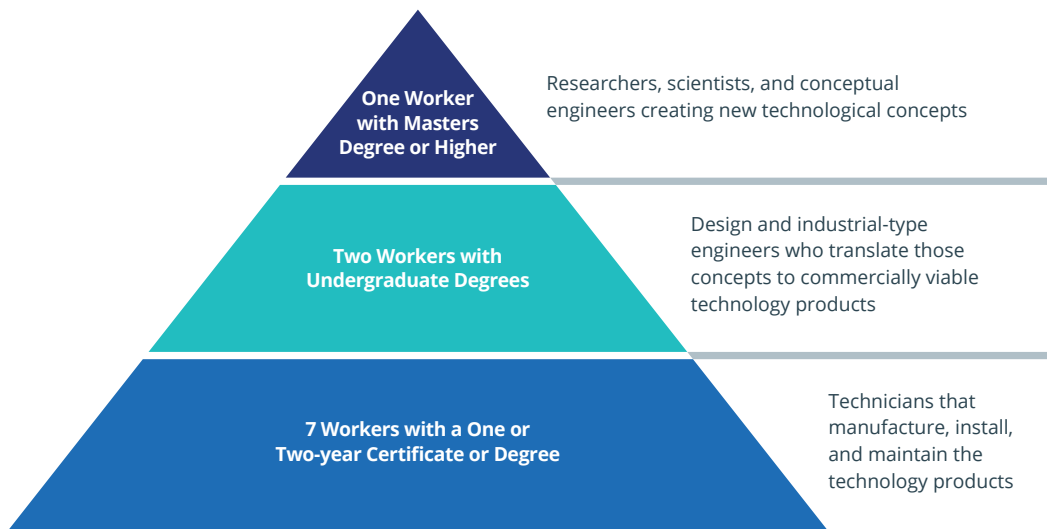 One Worker
with Masters
Degree or Higher
Researchers, scientists, and conceptual
engineers creating new technological concepts
Two Workers with
Undergraduate Degrees
Design and industrial-type
engineers who translate those
concepts to commercially viable
technology products
7 Workers with a One or
Two-year Certificate or Degree
Technicians that
manufacture, install,
and maintain the
technology products